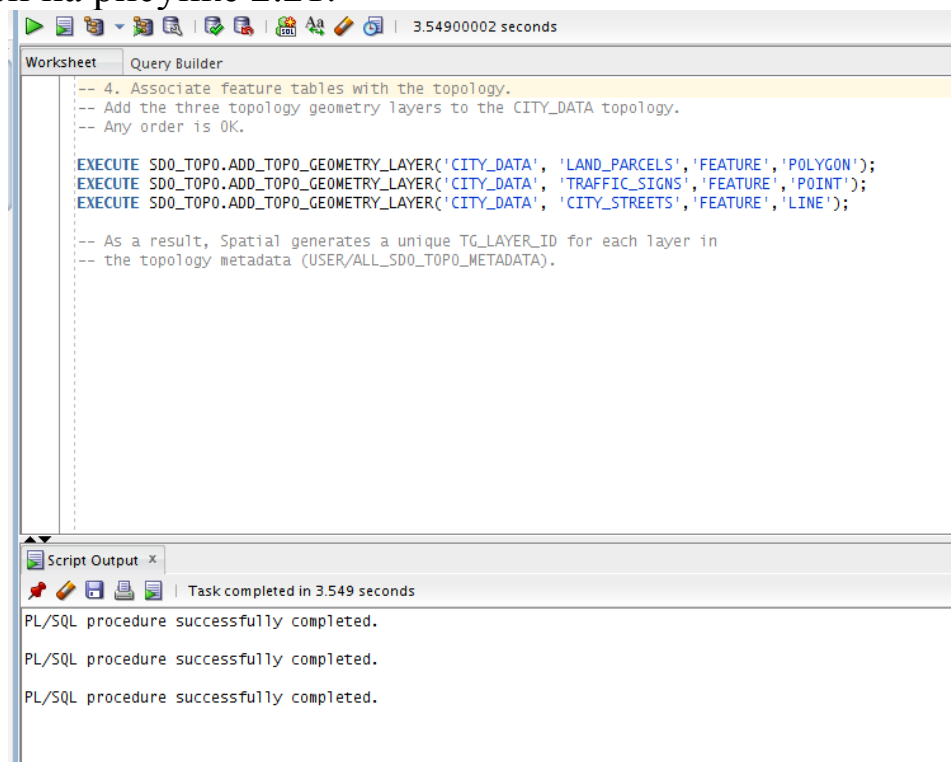 на рисунке 2.21.
3.54900002 seconds
Worksheet Query Builder
-- 4. Associate feature tables with the topology.
-- Add the three topology geometry layers to the CITY_DATA topology.
-- Any order is OK.
EXECUTE SDO_TOPO.ADD_TOPO_GEOMETRY_LAYER('CITY_DATA', 'LAND_PARCELS','FEATURE','POLYGON');
EXECUTE SDO_TOPO.ADD_TOPO_GEOMETRY_LAYER('CITY_DATA', 'TRAFFIC_SIGNS','FEATURE','POINT');
EXECUTE SDO_TOPO.ADD_TOPO_GEOMETRY_LAYER('CITY_DATA', 'CITY_STREETS','FEATURE','LINE');
-- As a result, Spatial generates a unique TG_LAYER_ID for each layer in
-- the topology metadata (USER/ALL_SDO_TOPO_METADATA).
Script Output x
Task completed in 3.549 seconds
PL/SQL procedure successfully completed.
PL/SQL procedure successfully completed.
PL/SQL procedure successfully completed.